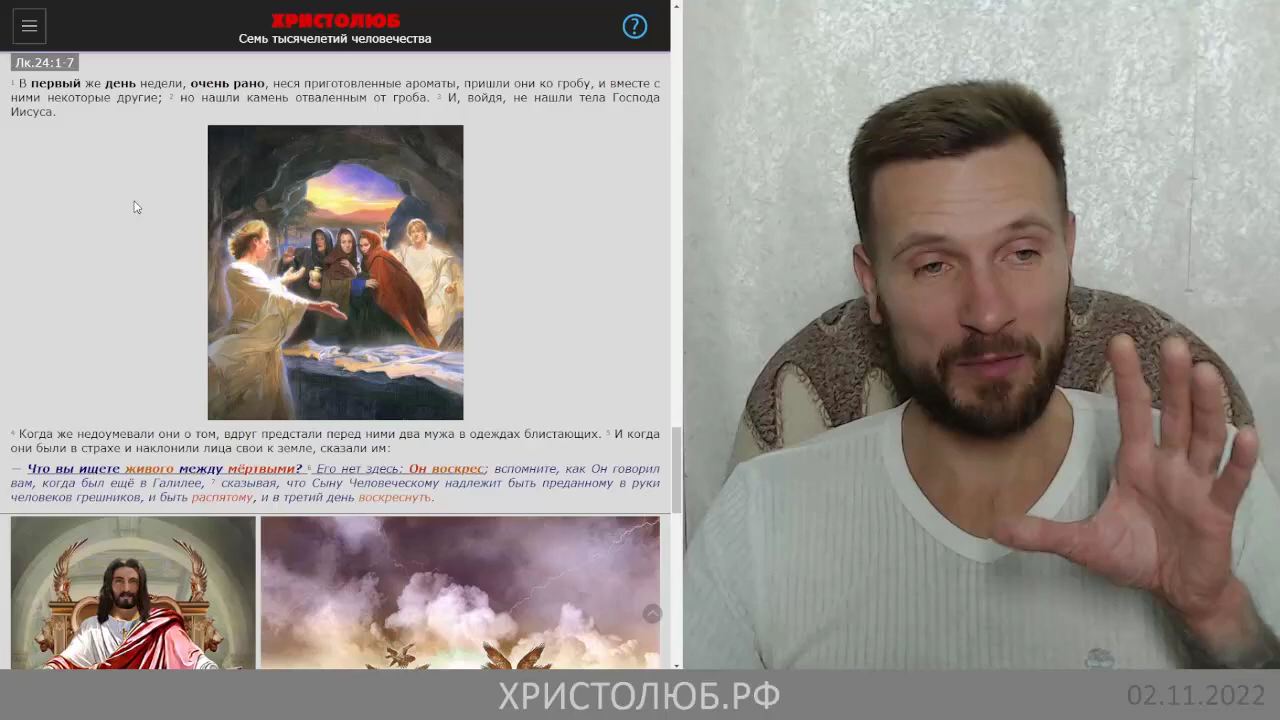 ХРИСТОЛЮБ
Семь тысячелетий человечества
?
Лк.24:1-7
1 В первый же день недели, очень рано, неся приготовленные ароматы, пришли они ко гробу, и вместе с
ними некоторые другие; 2 но нашли камень отваленным от гроба. 3 И, войдя, не нашли тела Господа
Иисуса.
4 Когда же недоумевали они о том, вдруг предстали перед ними два мужа в одеждах блистающих. 5 И когда
они были в страхе и наклонили лица свои к земле, сказали им:
— Что вы ищете живого между мёртвыми? 6 Его нет здесь: Он воскрес; вспомните, как Он говорил
вам, когда был ещё в Галилее, 7 сказывая, что Сыну Человеческому надлежит быть преданному в руки
человеков грешников, и быть распятому, и в третий день воскреснуть.
ХРИСТОЛЮБ.РФ
02.11.2022